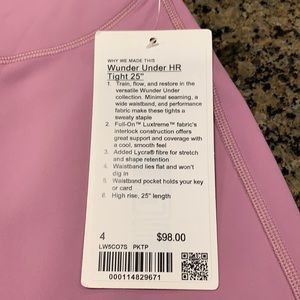 WHY WE MADE THIS
Wunder Under HR
Tight 25"
1. Train, flow, and restore in the
versatile Wunder Under
collection. Minimal seaming, a
wide waistband, and performance
fabric make these tights a
sweaty staple
2. Full-On™ Luxtreme™ fabric's
interlock construction offers
great support and coverage with
a cool, smooth feel
3. Added Lycra® fibre for stretch
and shape retention
4. Waistband lies flat and won't
dig in
5. Waistband pocket holds your key
or card
6. High rise, 25" length
4 $98.00
LW5CO7S PKTP
000114829671